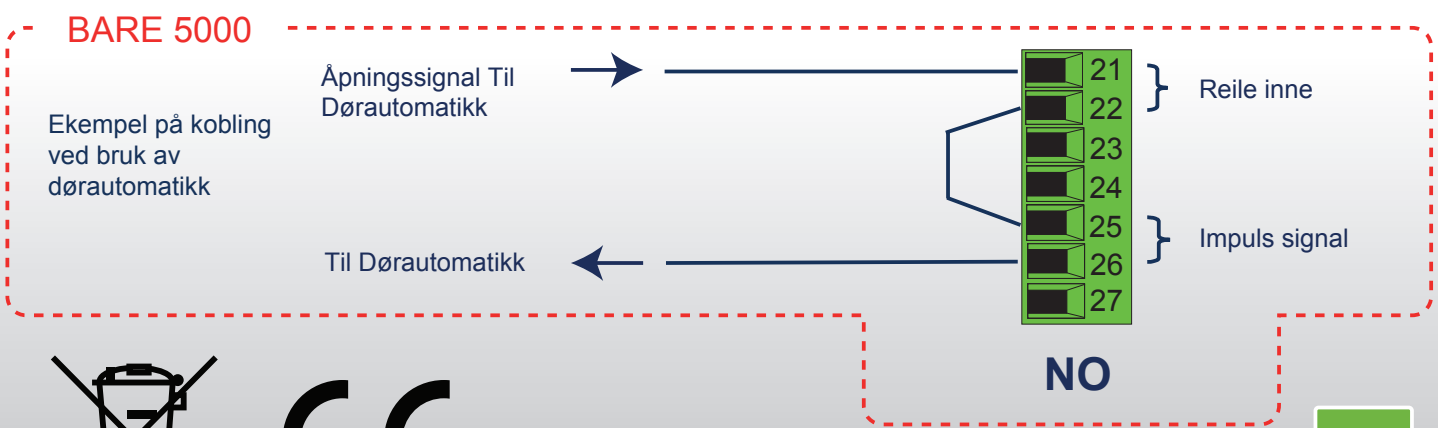 BARE 5000
Ekempel på kobling
ved bruk av
dørautomatikk
Åpningssignal Til
Dørautomatikk
Til Dørautomatikk
21
22
23
24
25
26
27
Reile inne
Impuls signal
NO
CE